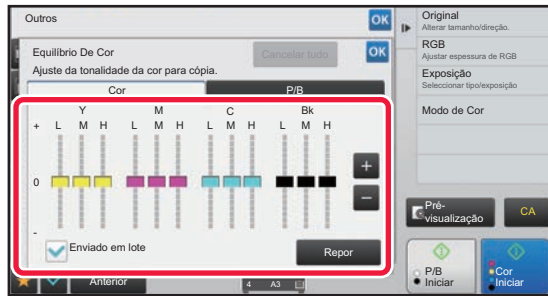 Outros
OK
Equilíbrio De Cor
Cancelar tudo
OK
Ajuste da tonalidade da cor para cópia.
Cor
P/B
Y M C Bk
+ L M H L M H L M H L M H
+
0
−
-
Enviado em lote
Repor
Anterior
4 A3
Original
Alterar tamanho/direção.
RGB
Ajustar espessura de RGB
Exposição
Seleccionar tipo/exposição
Modo de Cor
Pré-
visualização
CA
P/B
Iniciar
Cor
Iniciar